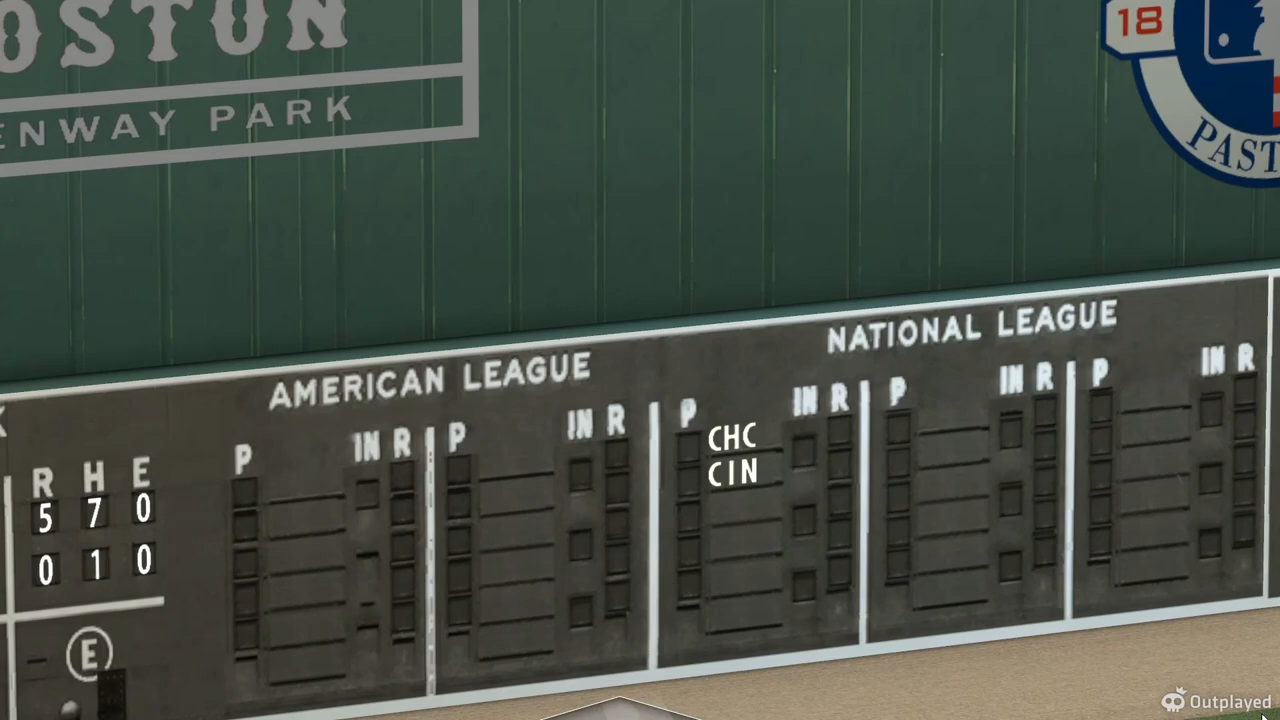 OSTON
ENWAY PARK
18
PAST
AMERICAN LEAGUE
NATIONAL LEAGUE
R H E
5 7 0
0 1 0
P IN R
P IN R
P IN R
P IN R
P IN R
CHC
CIN
E
Outplayed